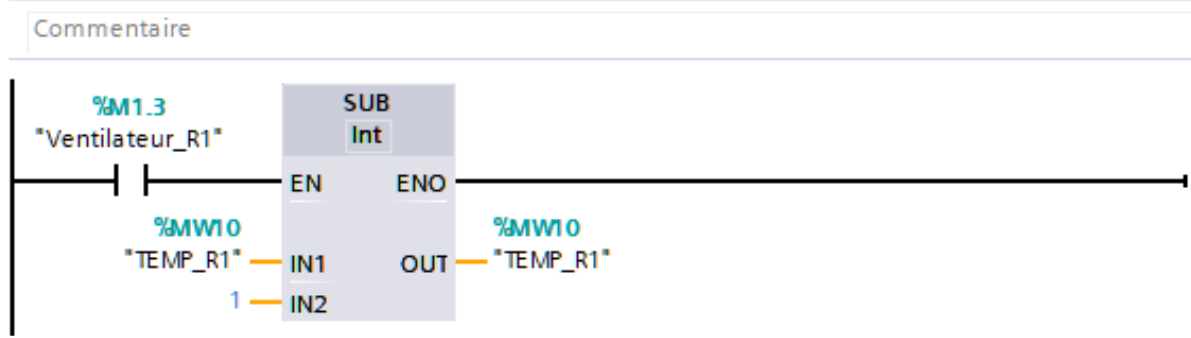 Commentaire
%M1.3
"Ventilateur_R1"
SUB
Int
EN ENO
%MW10
"TEMP_R1"
IN1
1
IN2
OUT
%MW10
"TEMP_R1"